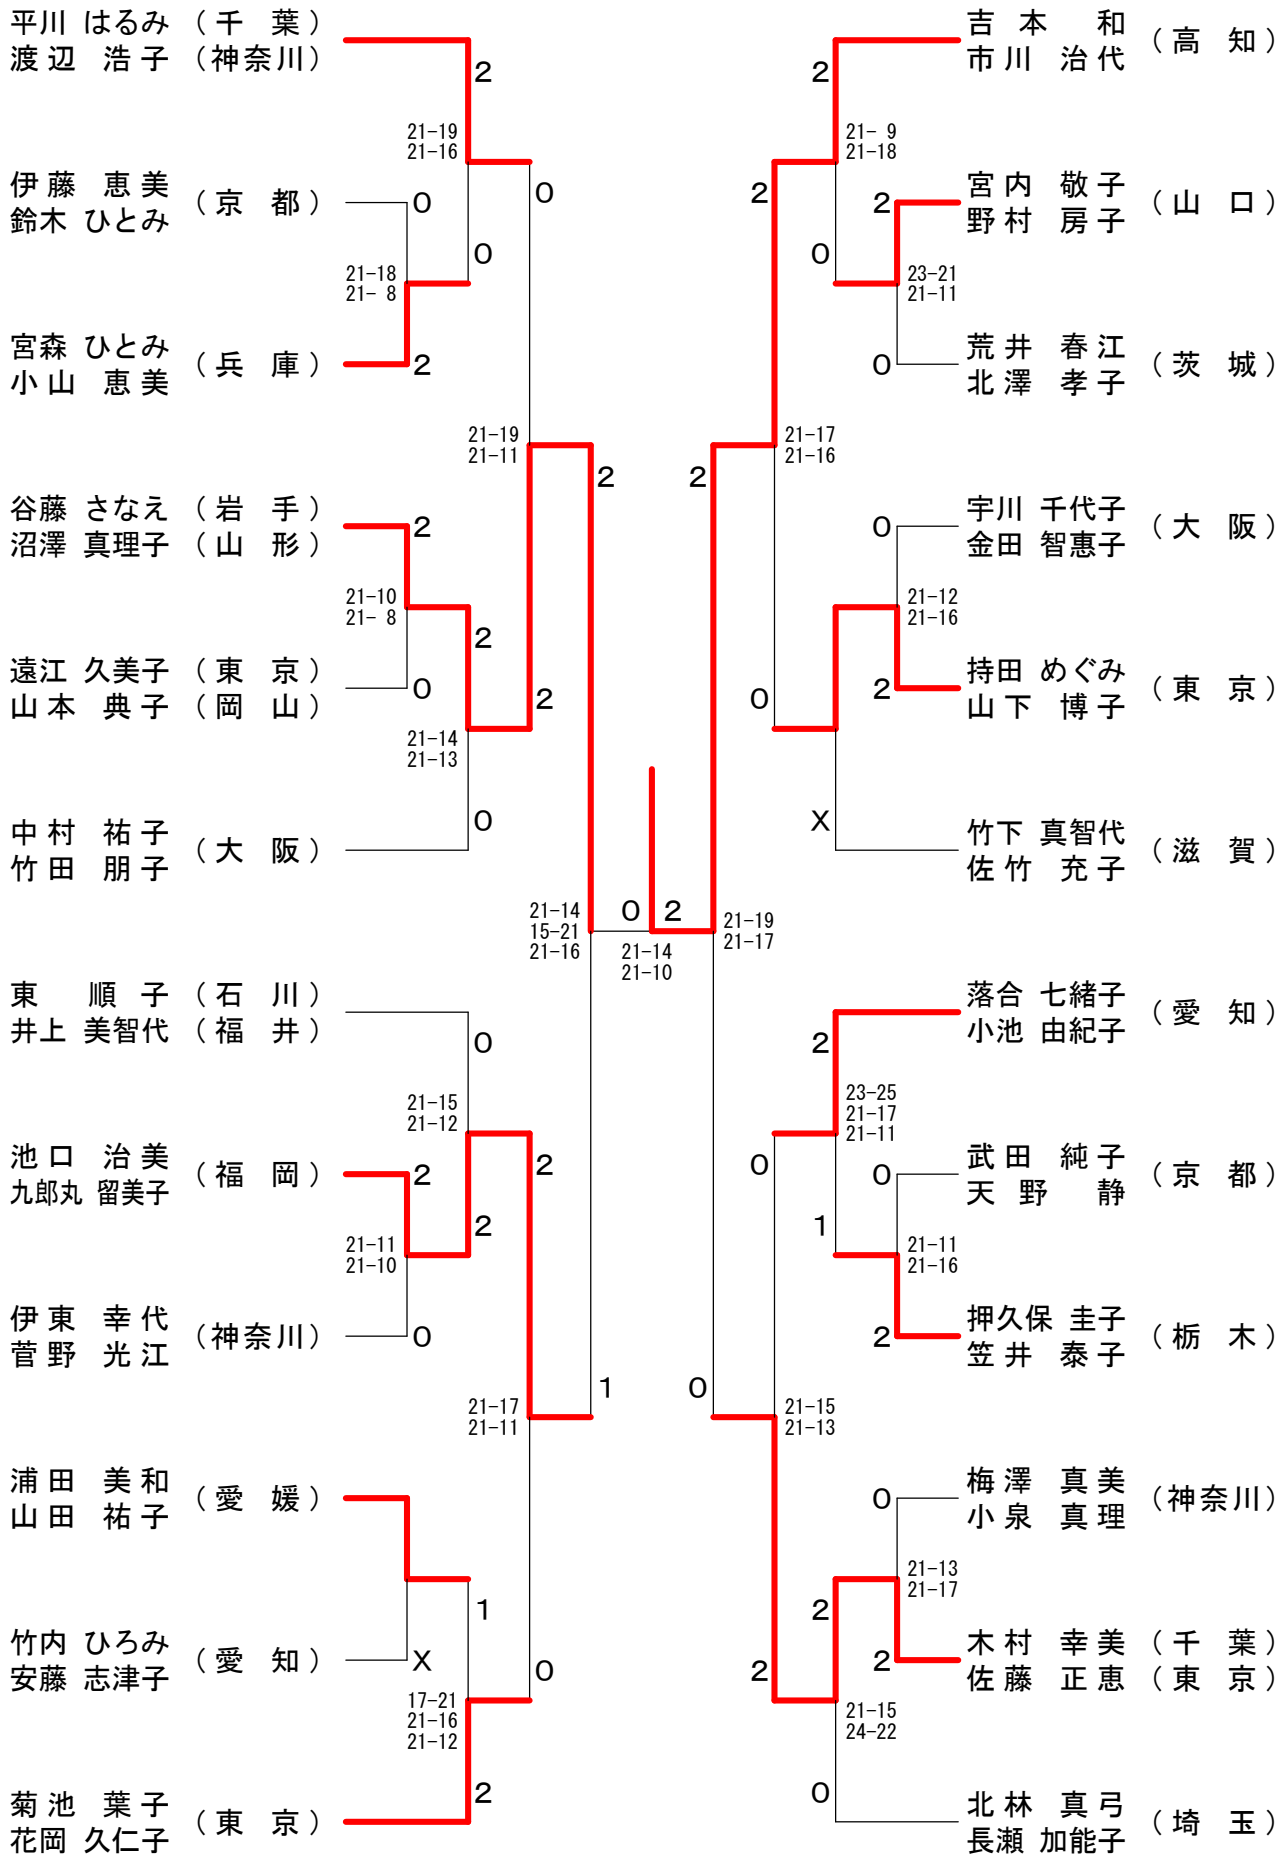 平川 はるみ (千 葉)
渡辺 浩子 (神奈川)
2
21-19
21-16
伊藤 恵美
鈴木 ひとみ
(京 都)
0
0
0
21-18
21- 8
宮森 ひとみ
小山 恵美
(兵 庫)
2
21-19
21-11
2
谷藤 さなえ (岩 手)
沼澤 真理子 (山 形)
2
21-10
21- 8
2
遠江 久美子 (東 京)
山本 典子 (岡 山)
0
2
21-14
21-13
中村 祐子
竹田 朋子
(大 阪)
0
21-14
15-21
21-16
0
2
21-14
21-10
東 順子 (石 川)
井上 美智代 (福 井)
0
21-15
21-12
池口 治美
九郎丸 留美子
(福 岡)
2
2
2
21-11
21-10
伊東 幸代
菅野 光江
(神奈川)
0
1
21-17
21-11
浦田 美和
山田 祐子
(愛 媛)
1
竹内 ひろみ
安藤 志津子
(愛 知)
X
0
17-21
21-16
21-12
菊池 葉子
花岡 久仁子
(東 京)
2
吉本 和
市川 治代
(高 知)
2
21- 9
21-18
2
宮内 敬子
野村 房子
(山 口)
2
0
23-21
21-11
荒井 春江
北澤 孝子
(茨 城)
0
21-17
21-16
2
宇川 千代子
金田 智惠子
(大 阪)
0
21-12
21-16
持田 めぐみ
山下 博子
(東 京)
2
0
竹下 真智代
佐竹 充子
(滋 賀)
X
21-19
21-17
落合 七緒子
小池 由紀子
(愛 知)
2
23-25
21-17
21-11
武田 純子
天野 静
(京 都)
0
0
1
21-11
21-16
押久保 圭子
笠井 泰子
(栃 木)
2
0
21-15
21-13
梅澤 真美
小泉 真理
(神奈川)
0
21-13
21-17
2
木村 幸美 (千 葉)
佐藤 正恵 (東 京)
2
2
21-15
24-22
北林 真弓
長瀬 加能子
(埼 玉)
0